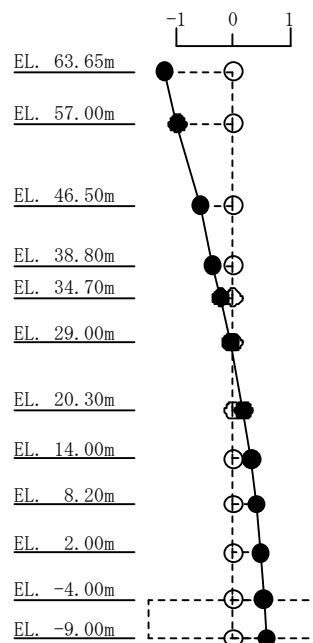 -1 0 1
EL. 63.65m
EL. 57.00m
EL. 46.50m
EL. 38.80m
EL. 34.70m
EL. 29.00m
EL. 20.30m
EL. 14.00m
EL. 8.20m
EL. 2.00m
EL. -4.00m
EL. -9.00m